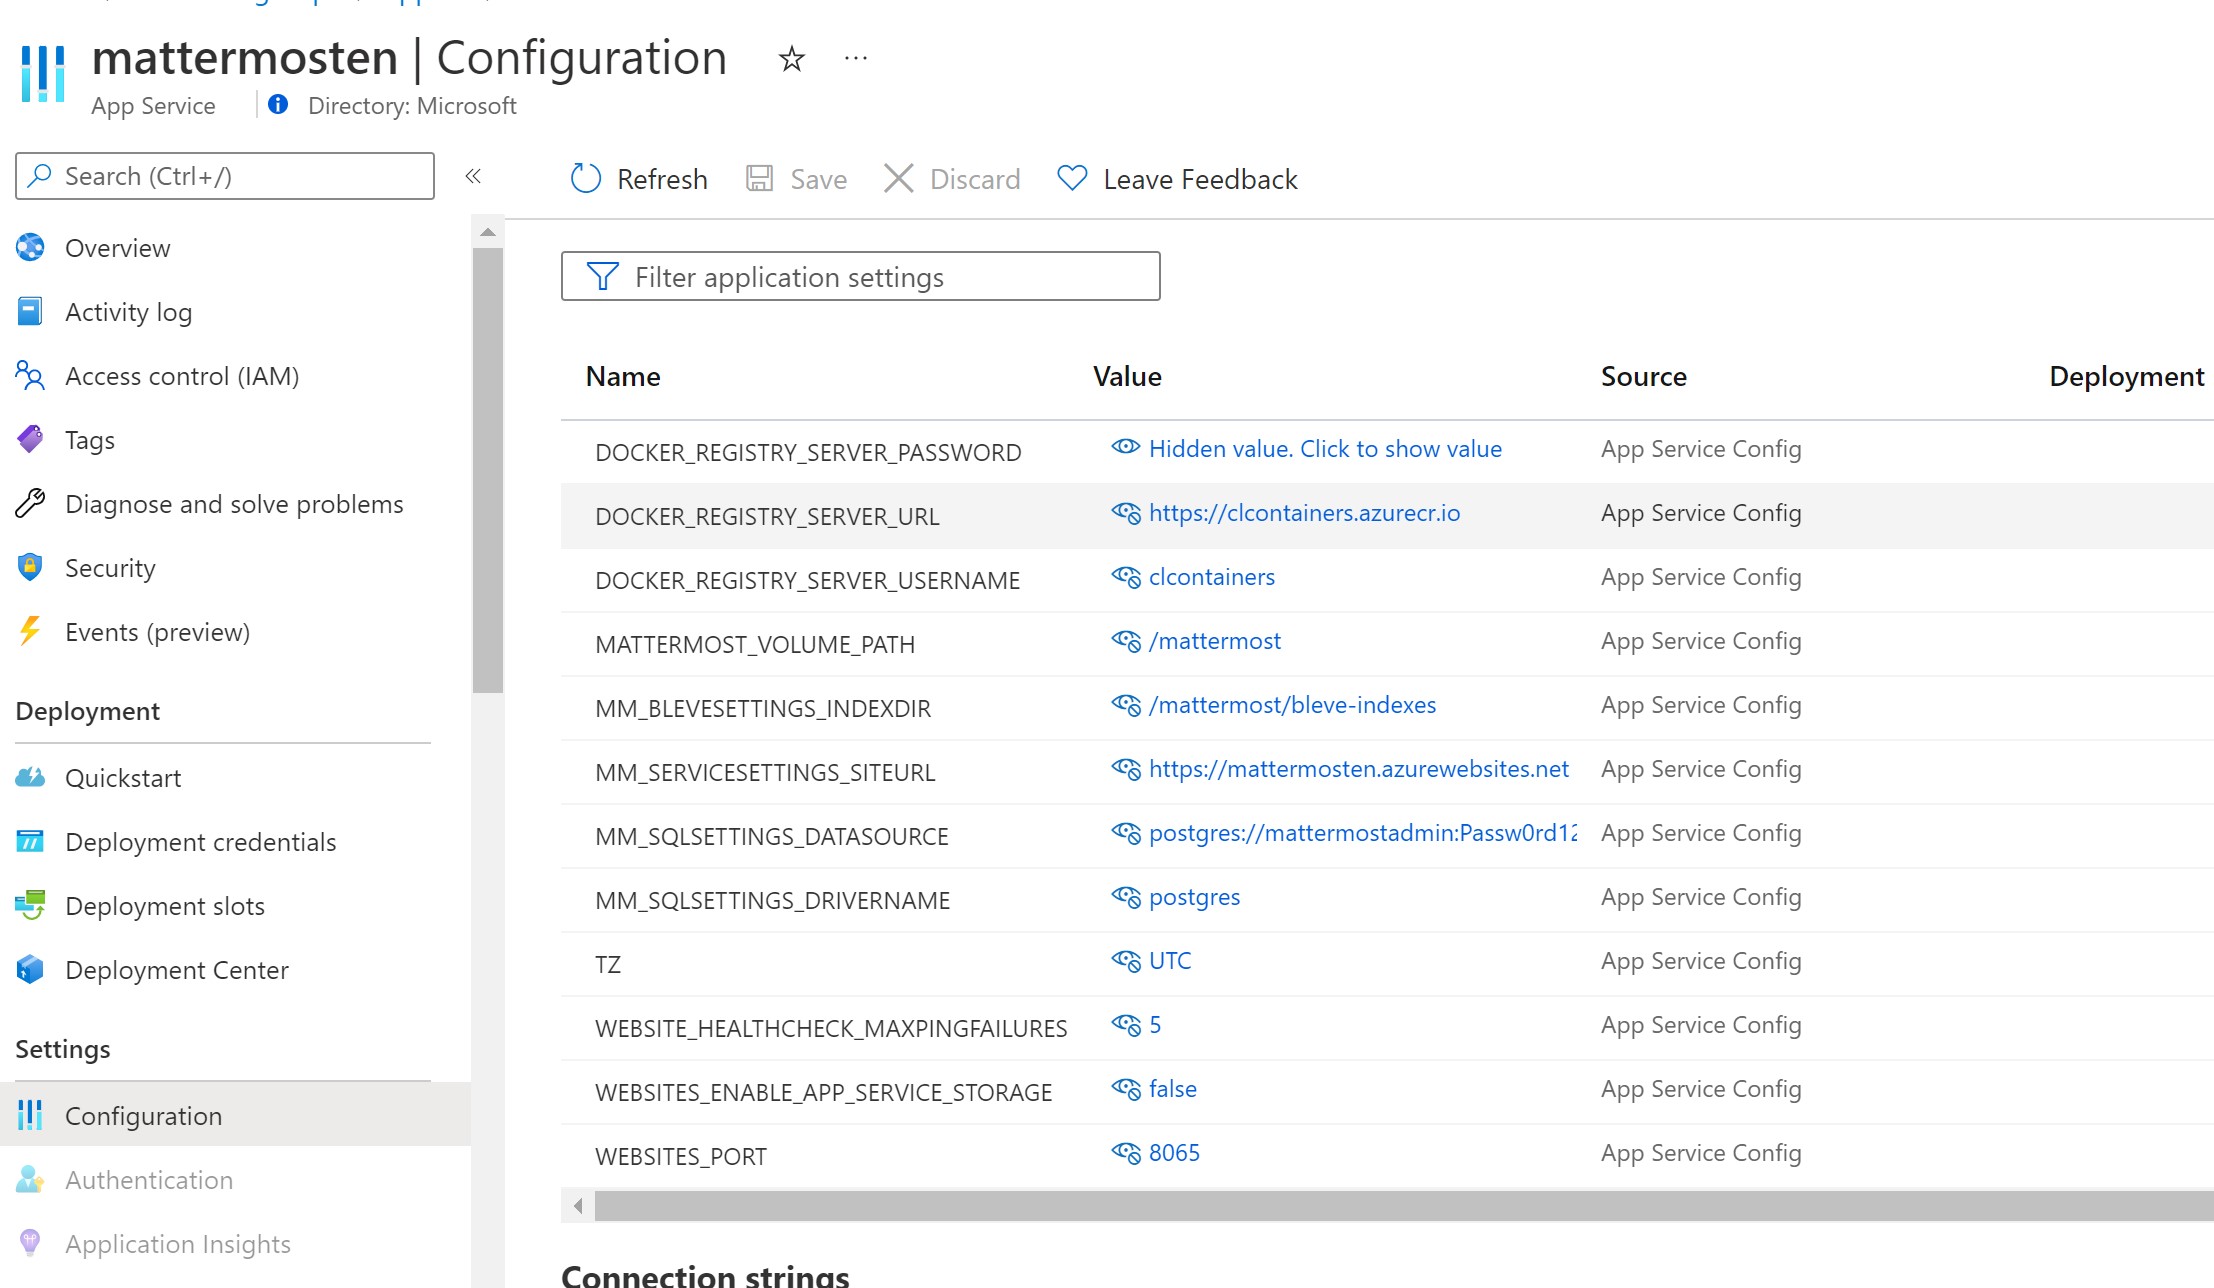 mattermosten | Configuration
App Service
Directory: Microsoft
Search (Ctrl+/)
«
Overview
Activity log
Access control (IAM)
Tags
Diagnose and solve problems
Security
Events (preview)
Deployment
Quickstart
Deployment credentials
Deployment slots
Deployment Center
Settings
Configuration
Authentication
Application Insights
Refresh Save Discard Leave Feedback
Filter application settings
Name Value Source Deployment
DOCKER_REGISTRY_SERVER_PASSWORD Hidden value. Click to show value App Service Config
DOCKER_REGISTRY_SERVER_URL https://clcontainers.azurecr.io App Service Config
DOCKER_REGISTRY_SERVER_USERNAME clcontainers App Service Config
MATTERMOST_VOLUME_PATH /mattermost App Service Config
MM_BLEVESETTINGS_INDEXDIR /mattermost/bleve-indexes App Service Config
MM_SERVICESETTINGS_SITEURL https://mattermosten.azurewebsites.net App Service Config
MM_SQLSETTINGS_DATASOURCE postgres://mattermostadmin:Passw0rd12 App Service Config
MM_SQLSETTINGS_DRIVERNAME postgres App Service Config
TZ UTC App Service Config
WEBSITE_HEALTHCHECK_MAXPINGFAILURES 5 App Service Config
WEBSITES_ENABLE_APP_SERVICE_STORAGE false App Service Config
WEBSITES_PORT 8065 App Service Config
Connection strings